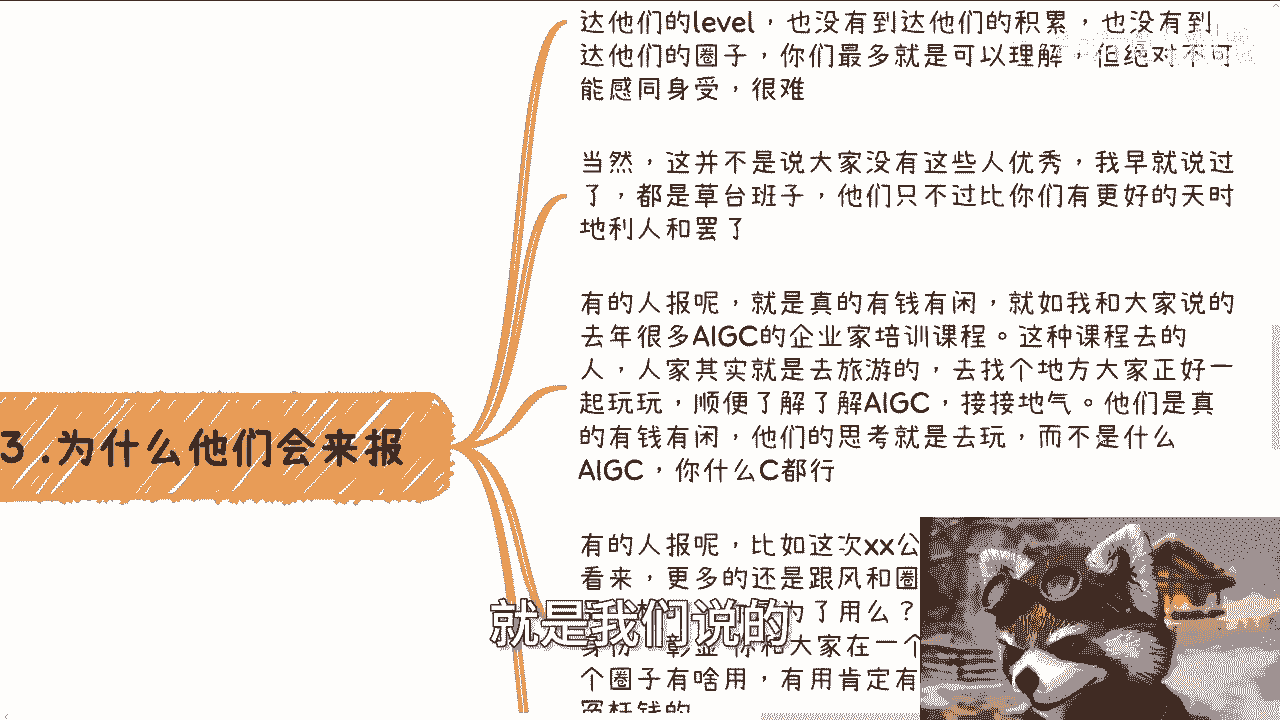 达他们的level，也没有到达他们的积累，也没有到
达他们的圈子，你们最多就是可以理解，但绝对不可
能感同身受，很难
当然，这并不是说大家没有这些人优秀，我早就说过
了，都是草台班子，他们只不过比你们有更好的天时
地利人和罢了
有的人报呢，就是真的有钱有闲，就如我和大家说的
去年很多AIGC的企业家培训课程。这种课程去的
人，人家其实就是去旅游的，去找个地方大家正好一
起玩玩，顺便了解了解AIGC，接接地气。他们是真
的有钱有闲，他们的思考就是去玩，而不是什么
AIGC，你什么C都行
3.为什么他们会来报
有的人报呢，比如这次xx公
看来，更多的还是跟风和圈
为了用么？
就是我们说的
身份，彰显 你和大家在一个
个圈子有啥用，有用肯定有
冤枉钱的